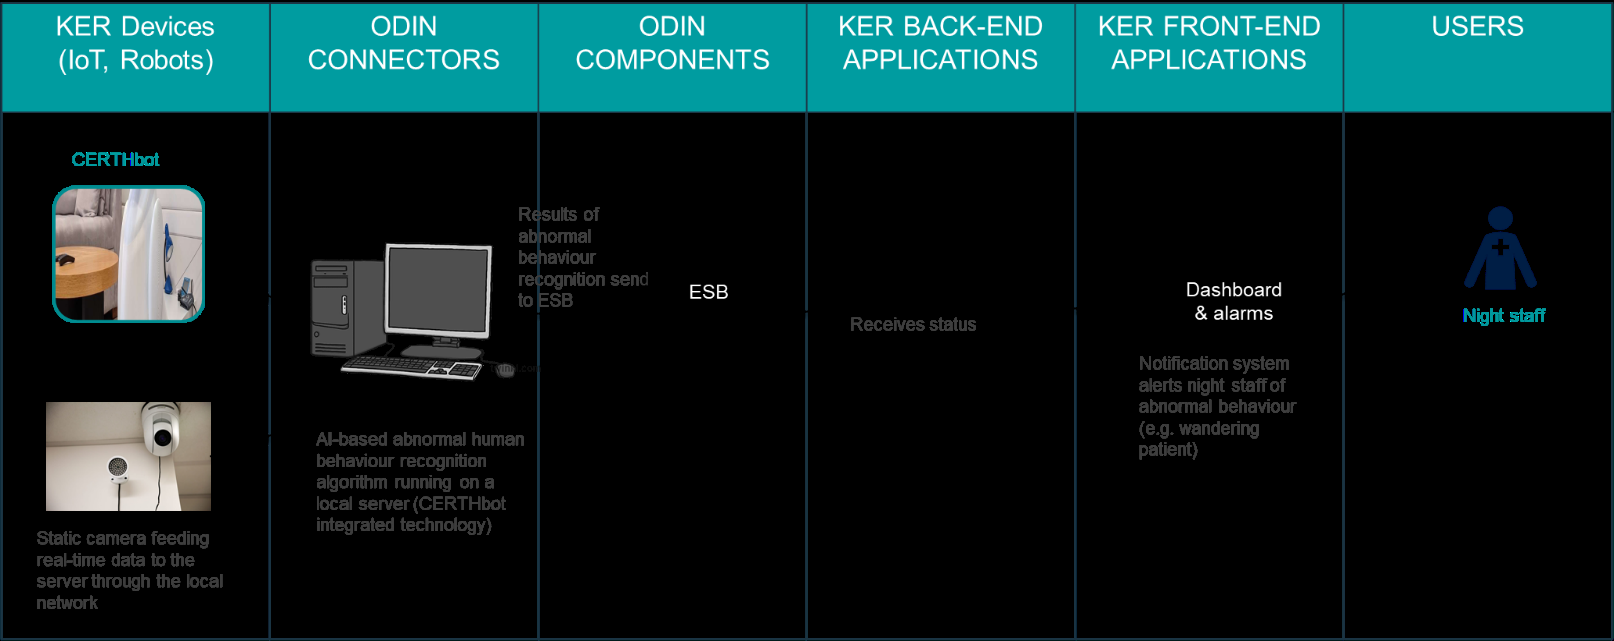 KER Devices
(IoT, Robots)
ODIN
CONNECTORS
ODIN
COMPONENTS
KER BACK-END
APPLICATIONS
KER FRONT-END
APPLICATIONS
USERS
CERTHbot
Static camera feeding
real-time data to the
server through the local
network
AI-based abnormal human
behaviour recognition
algorithm running on a
local server (CERTHbot
integrated technology)
Results of
abnormal
behaviour
recognition send
to ESB
ESB
Receives status
Dashboard
& alarms
Notification system
alerts night staff of
abnormal behaviour
(e.g. wandering
patient)
Night staff